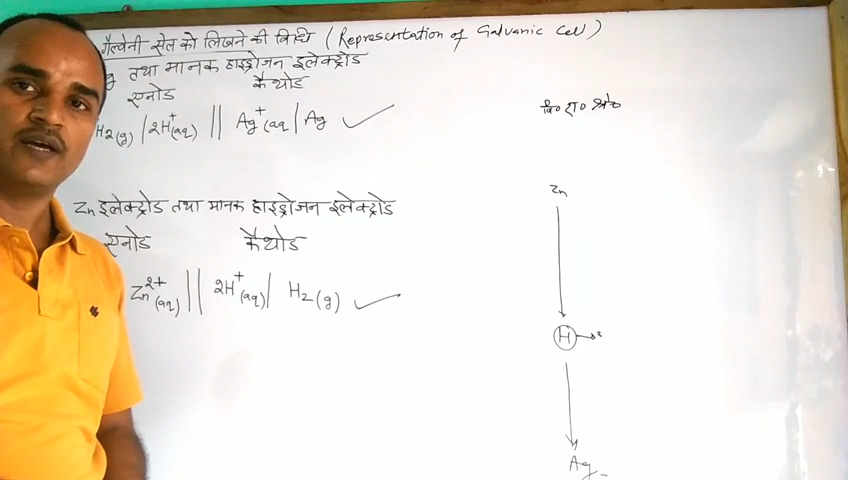 गैल्वेनी सेल को लिखने की विधि (Representation of Galvanic Cell)
तथा मानक हाइड्रोजन इलेक्ट्रोड
एनोड कैथोड
H₂(g) | 2H⁺(aq) || Ag⁺(aq | Ag
वि० रा० श्रे०
Zn इलेक्ट्रोड तथा मानक हाइड्रोजन इलेक्ट्रोड
एनोड कैथोड
Zn²⁺(aq) || 2H⁺(aq) | H₂(g)
Zn
H
Ag